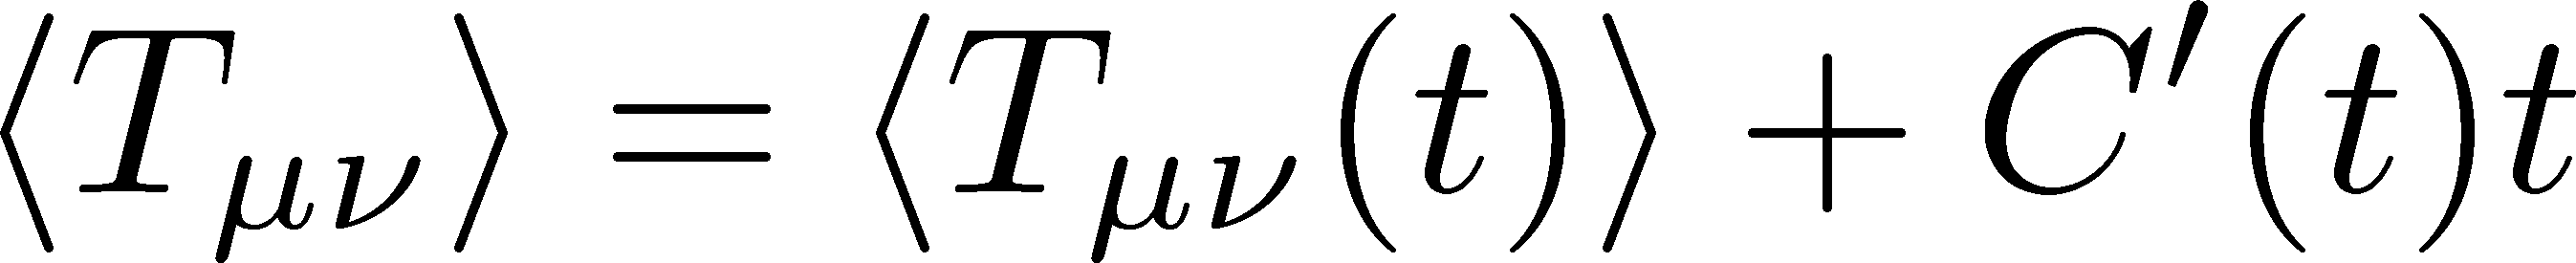 ⟨T_{μν}⟩ = ⟨T_{μν}(t)⟩ + C′(t)t